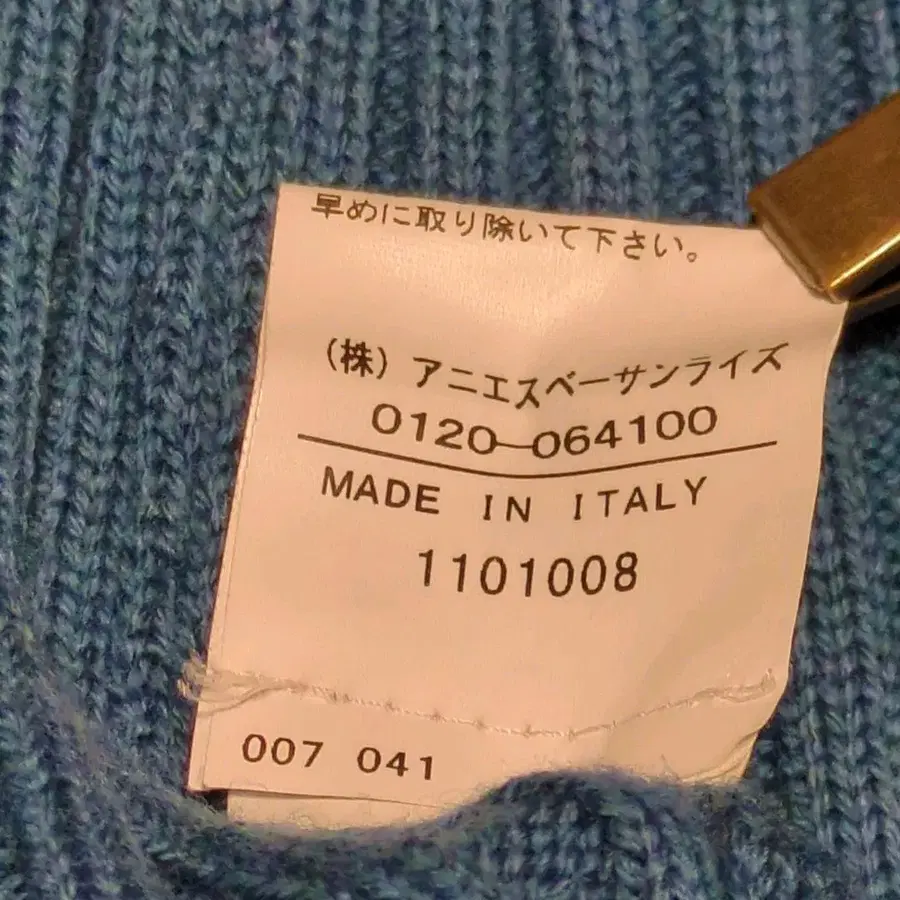 早めに取り除いて下さい。
(株) アニエスベーサンライズ
0120-064100
MADE IN ITALY
1101008
007 041